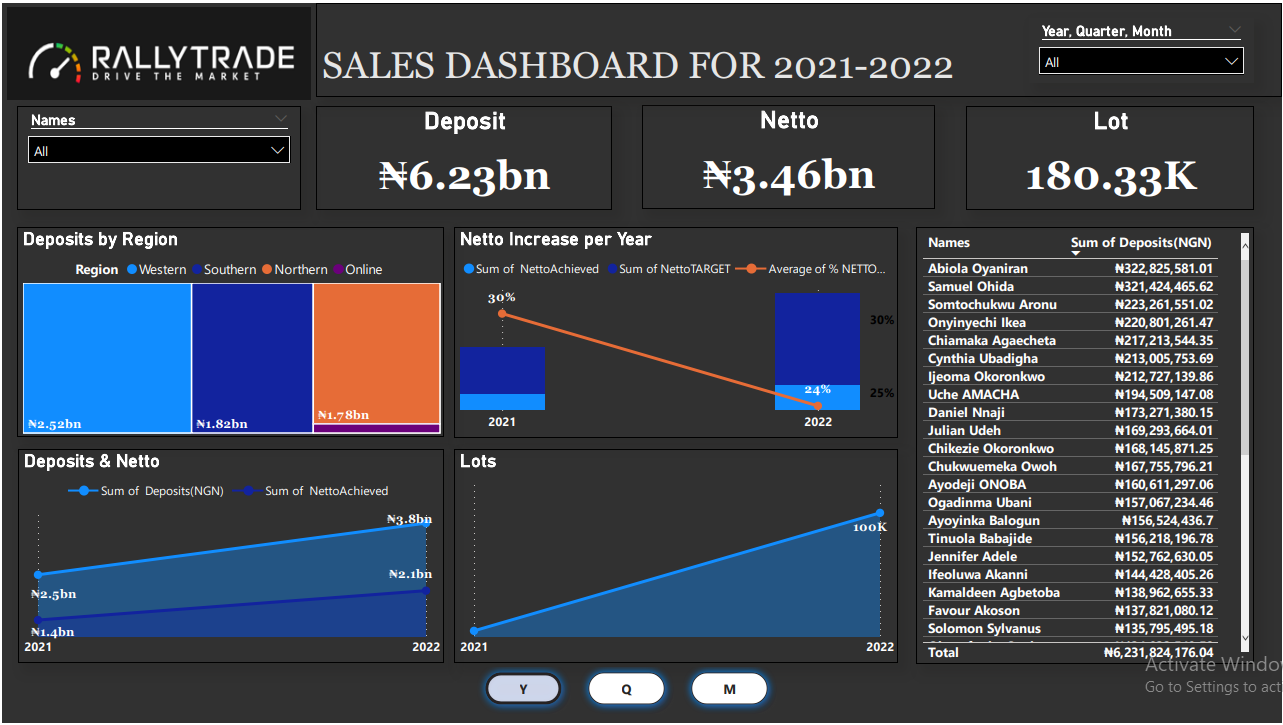 RALLYTRADE
DRIVE THE MARKET
SALES DASHBOARD FOR 2021-2022
Year, Quarter, Month
All
Names
All
Deposit
₦6.23bn
Netto
₦3.46bn
Lot
180.33K
Deposits by Region
Region Western Southern Northern Online
₦2.52bn
₦1.82bn
₦1.78bn
Netto Increase per Year
Sum of NettoAchieved Sum of NettoTARGET Average of % NETTO...
30%
24%
30%
25%
2021 2022
Deposits & Netto
Sum of Deposits(NGN) Sum of NettoAchieved
₦3.8bn
₦2.1bn
₦2.5bn
₦1.4bn
2021 2022
Lots
100K
2021 2022
Names Sum of Deposits(NGN)
Abiola Oyaniran ₦322,825,581.01
Samuel Ohida ₦321,424,465.62
Somtochukwu Aronu ₦223,261,551.02
Onyinyechi Ikea ₦220,801,261.47
Chiamaka Agaecheta ₦217,213,544.35
Cynthia Ubadigha ₦213,005,753.69
Ijeoma Okoronkwo ₦212,727,139.86
Uche AMACHA ₦194,509,147.08
Daniel Nnaji ₦173,271,380.15
Julian Udeh ₦169,293,664.01
Chikezie Okoronkwo ₦168,145,871.25
Chukwuemeka Owoh ₦167,755,796.21
Ayodeji ONOBA ₦160,611,297.06
Ogadinma Ubani ₦157,067,234.46
Ayoyinka Balogun ₦156,524,436.7
Tinuola Babajide ₦156,218,196.78
Jennifer Adele ₦152,762,630.05
Ifeoluwa Akanni ₦144,428,405.26
Kamaldeen Agbetoba ₦138,962,655.33
Favour Akoson ₦137,821,080.12
Solomon Sylvanus ₦135,795,495.18
Total ₦6,231,824,176.04
Activate Windo
Go to Settings to act
Y Q M